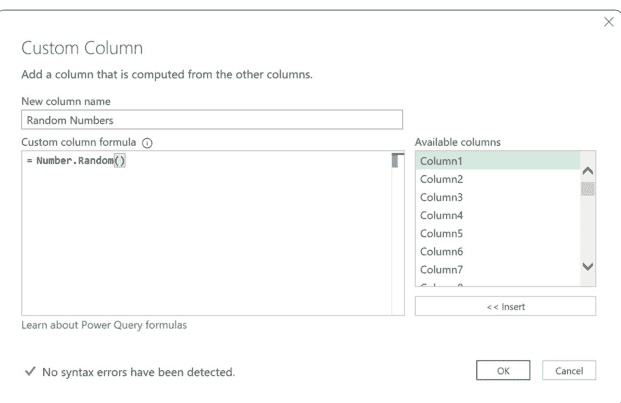 Custom Column
Add a column that is computed from the other columns.
New column name
Random Numbers
Custom column formula
Available columns
= Number.Random()
Column1
Column2
Column3
Column4
Column5
Column6
Column7
<< Insert
Learn about Power Query formulas
No syntax errors have been detected.
OK
Cancel